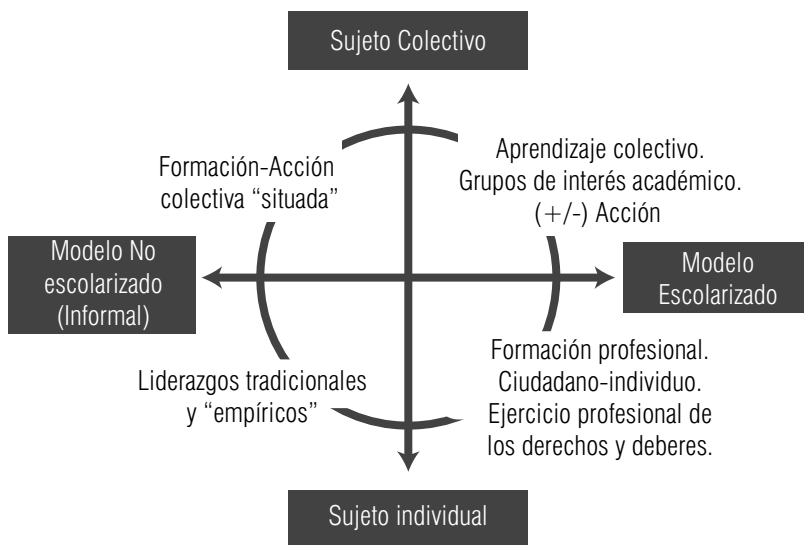 Sujeto Colectivo
Formación-Acción
colectiva “situada”
Aprendizaje colectivo.
Grupos de interés académico.
(+/-) Acción
Modelo No
escolarizado
(Informal)
Modelo
Escolarizado
Liderazgos tradicionales
y “empíricos”
Formación profesional.
Ciudadano-individuo.
Ejercicio profesional de
los derechos y deberes.
Sujeto individual